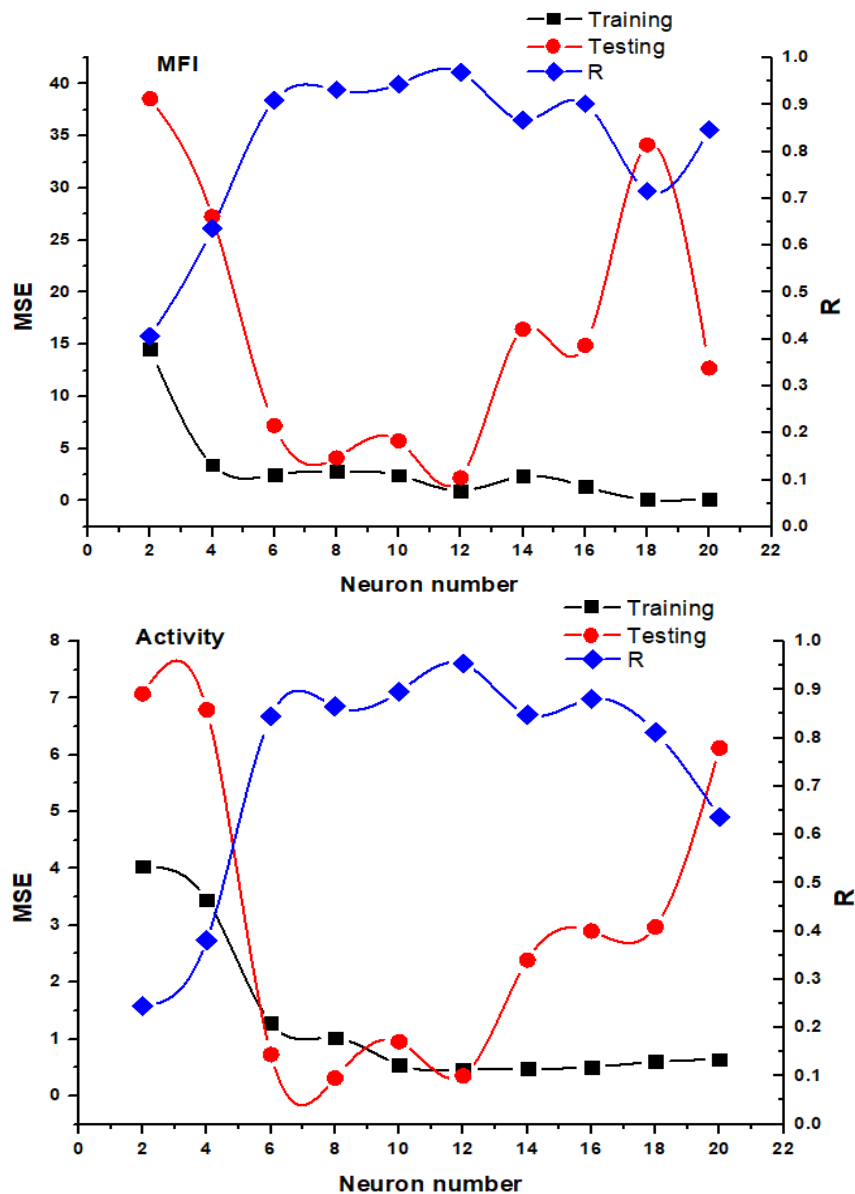 Training
Testing
R
MFI
40
35
30
25
20
15
10
5
0
MSE
1.0
0.9
0.8
0.7
0.6
0.5
0.4
0.3
0.2
0.1
0.0
R
0 2 4 6 8 10 12 14 16 18 20 22
Neuron number
Training
Testing
R
Activity
8
7
6
5
4
3
2
1
0
MSE
1.0
0.9
0.8
0.7
0.6
0.5
0.4
0.3
0.2
0.1
0.0
R
0 2 4 6 8 10 12 14 16 18 20 22
Neuron number